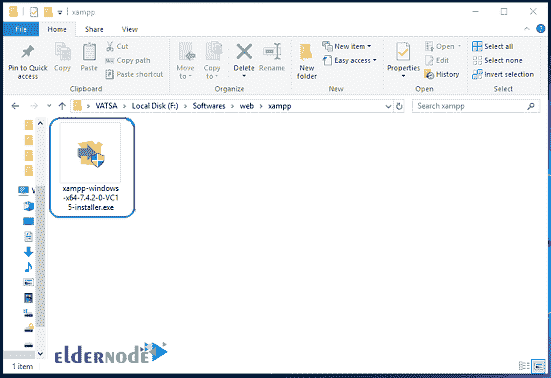 xampp
File Home Share View
Pin to Quick access
Copy
Paste
Cut
Copy path
Paste shortcut
Move to
Copy to
Delete
Rename
New folder
New item
Easy access
Properties
Open
Edit
History
Select all
Select none
Invert selection
Clipboard Organize New Open Select
VATSA > Local Disk (F:) > Softwares > web > xampp
Search xampp
xampp-windows
-x64-7.4.2-0-VC1
5-installer.exe
eldernode
1 item